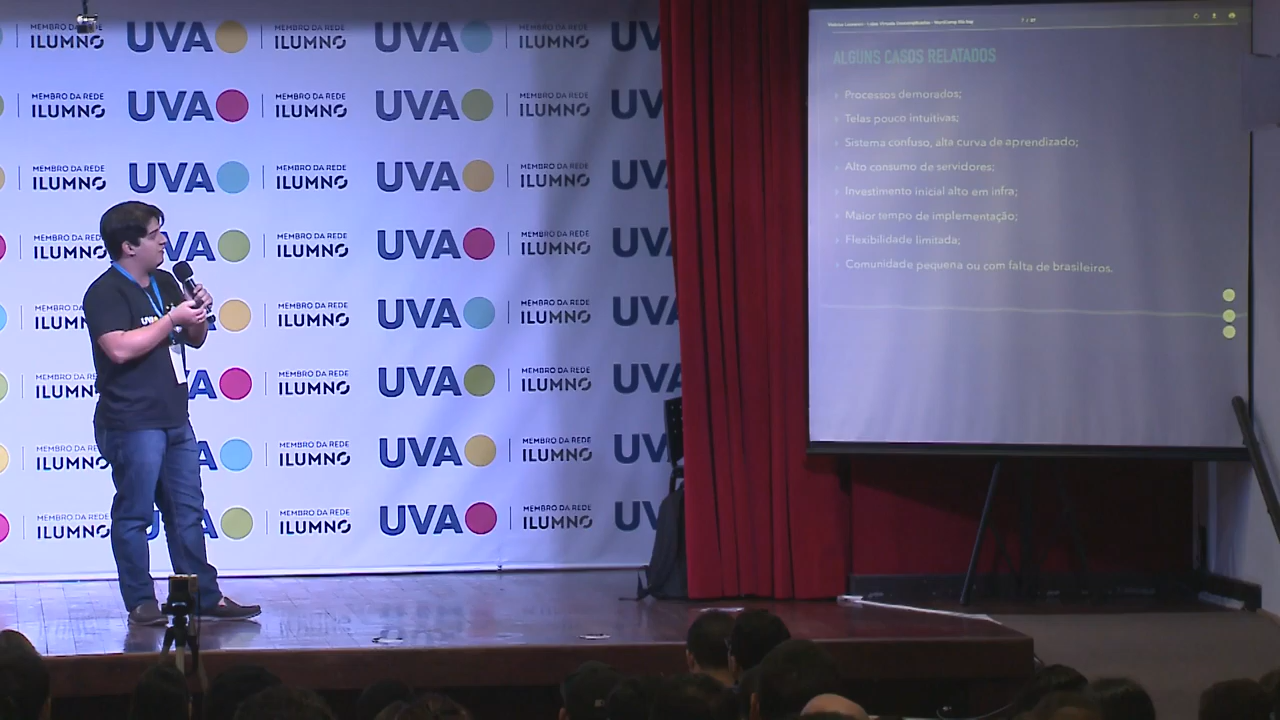 UVA MEMBRO DA REDE ILUMNO
ALGUNS CASOS RELATADOS
Processos demorados;
Telas pouco intuitivas;
Sistema confuso, alta curva de aprendizado;
Alto consumo de servidores;
Investimento inicial alto em infra;
Maior tempo de implementação;
Flexibilidade limitada;
Comunidade pequena ou com falta de brasileiros.